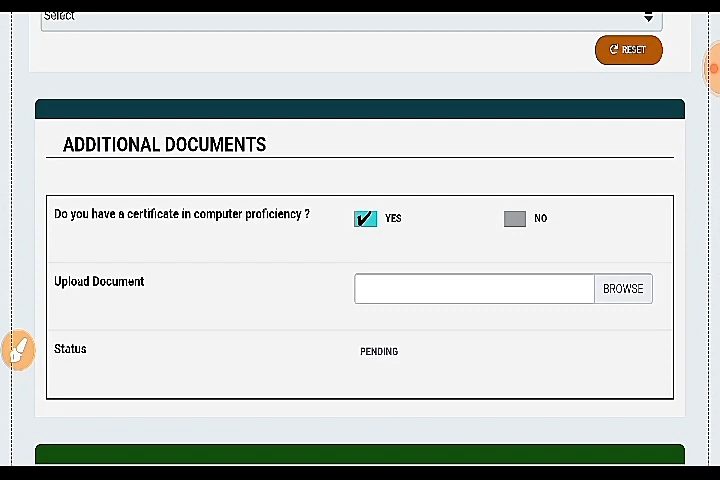 Select
RESET
ADDITIONAL DOCUMENTS
Do you have a certificate in computer proficiency ? YES NO
Upload Document BROWSE
Status PENDING